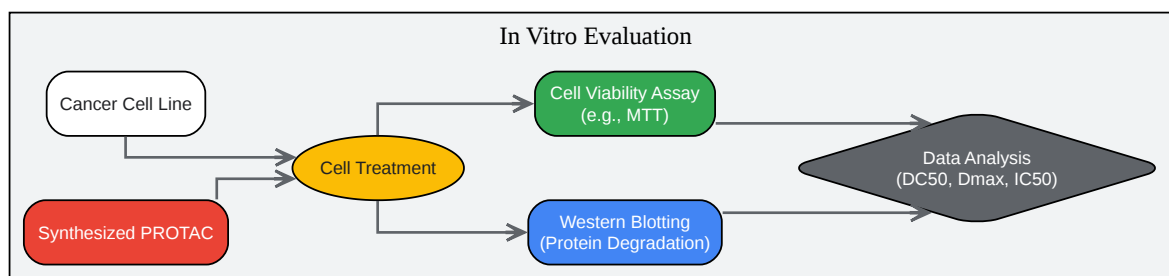 In Vitro Evaluation
Cancer Cell Line
Synthesized PROTAC
Cell Treatment
Cell Viability Assay
(e.g., MTT)
Western Blotting
(Protein Degradation)
Data Analysis
(DC50, Dmax, IC50)